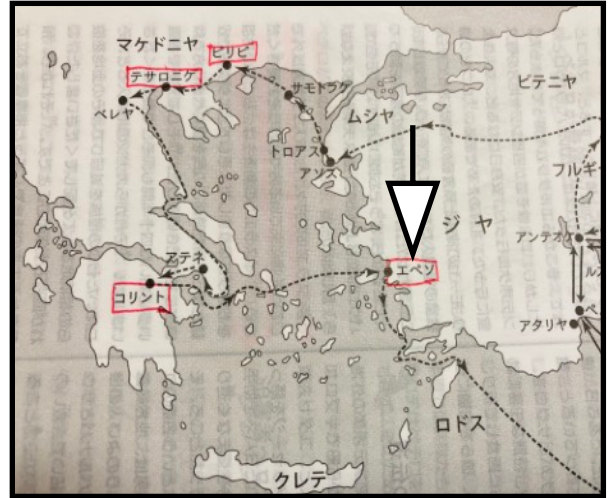 マケドニヤ
ピリピ
テサロニケ
ビテニヤ
サモトラケ
ベレヤ
ムシヤ
トロアス
アソス
フルギ
ジ ヤ
アンテオケ
アテネ
エペソ
コリント
アタリヤ
ロドス
クレテ